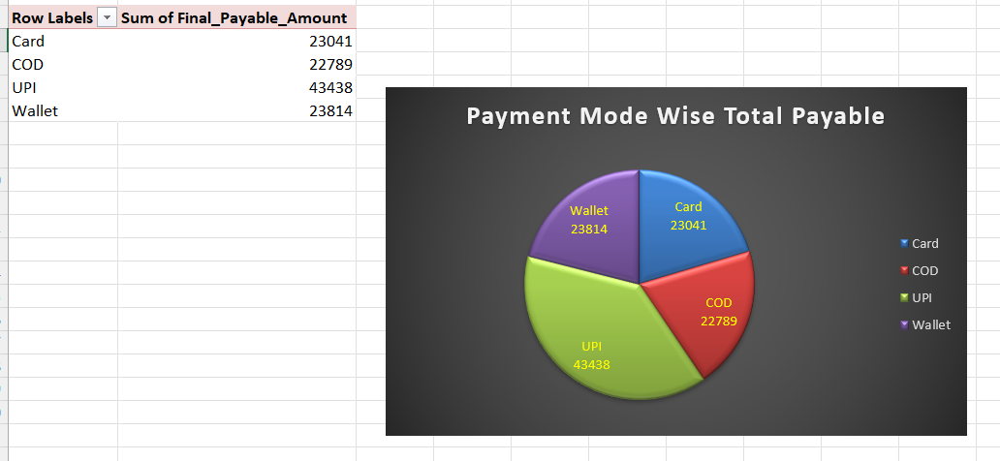 Row Labels Sum of Final_Payable_Amount
Card 23041
COD 22789
UPI 43438
Wallet 23814
Payment Mode Wise Total Payable
Wallet
23814
Card
23041
COD
22789
UPI
43438
Card
COD
UPI
Wallet